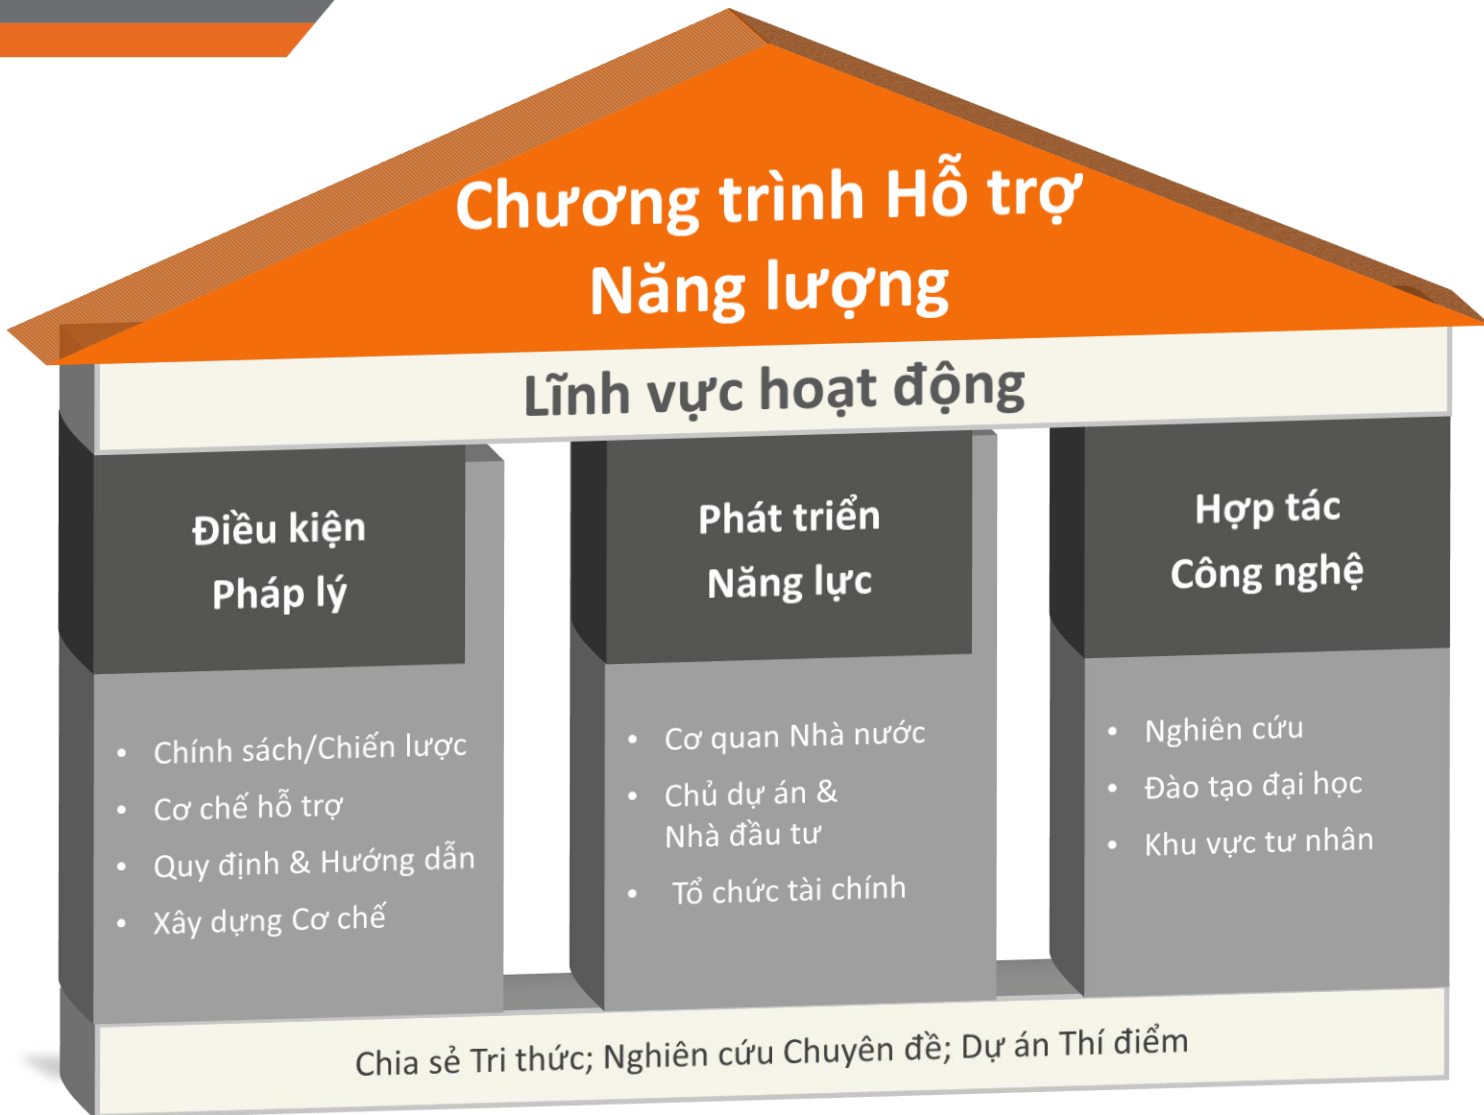 Chương trình Hỗ trợ
Năng lượng
Lĩnh vực hoạt động
Điều kiện
Pháp lý
• Chính sách/Chiến lược
• Cơ chế hỗ trợ
• Quy định & Hướng dẫn
• Xây dựng Cơ chế
Phát triển
Năng lực
• Cơ quan Nhà nước
• Chủ dự án &
Nhà đầu tư
• Tổ chức tài chính
Hợp tác
Công nghệ
• Nghiên cứu
• Đào tạo đại học
• Khu vực tư nhân
Chia sẻ Tri thức; Nghiên cứu Chuyên đề; Dự án Thí điểm